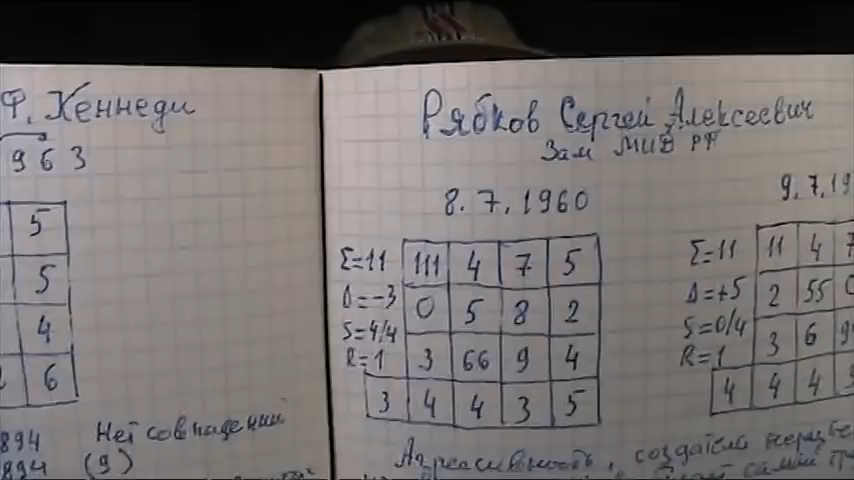 Ф. Кеннеди
963
5
5
4
6
894 Нет совпадений
894 (9)
Рябков Сергей Алексеевич
Зам МИД РФ
8.7.1960
Σ=11 111 4 7 5
Δ=-3 0 5 8 2
S=4/4
R=1 3 66 9 4
3 4 4 3 5
9.7.19
Σ=11 11 4 7
Δ=+5 2 55 0
S=0/4
R=1 3 6
4 4 4
Агрессивность, создатель